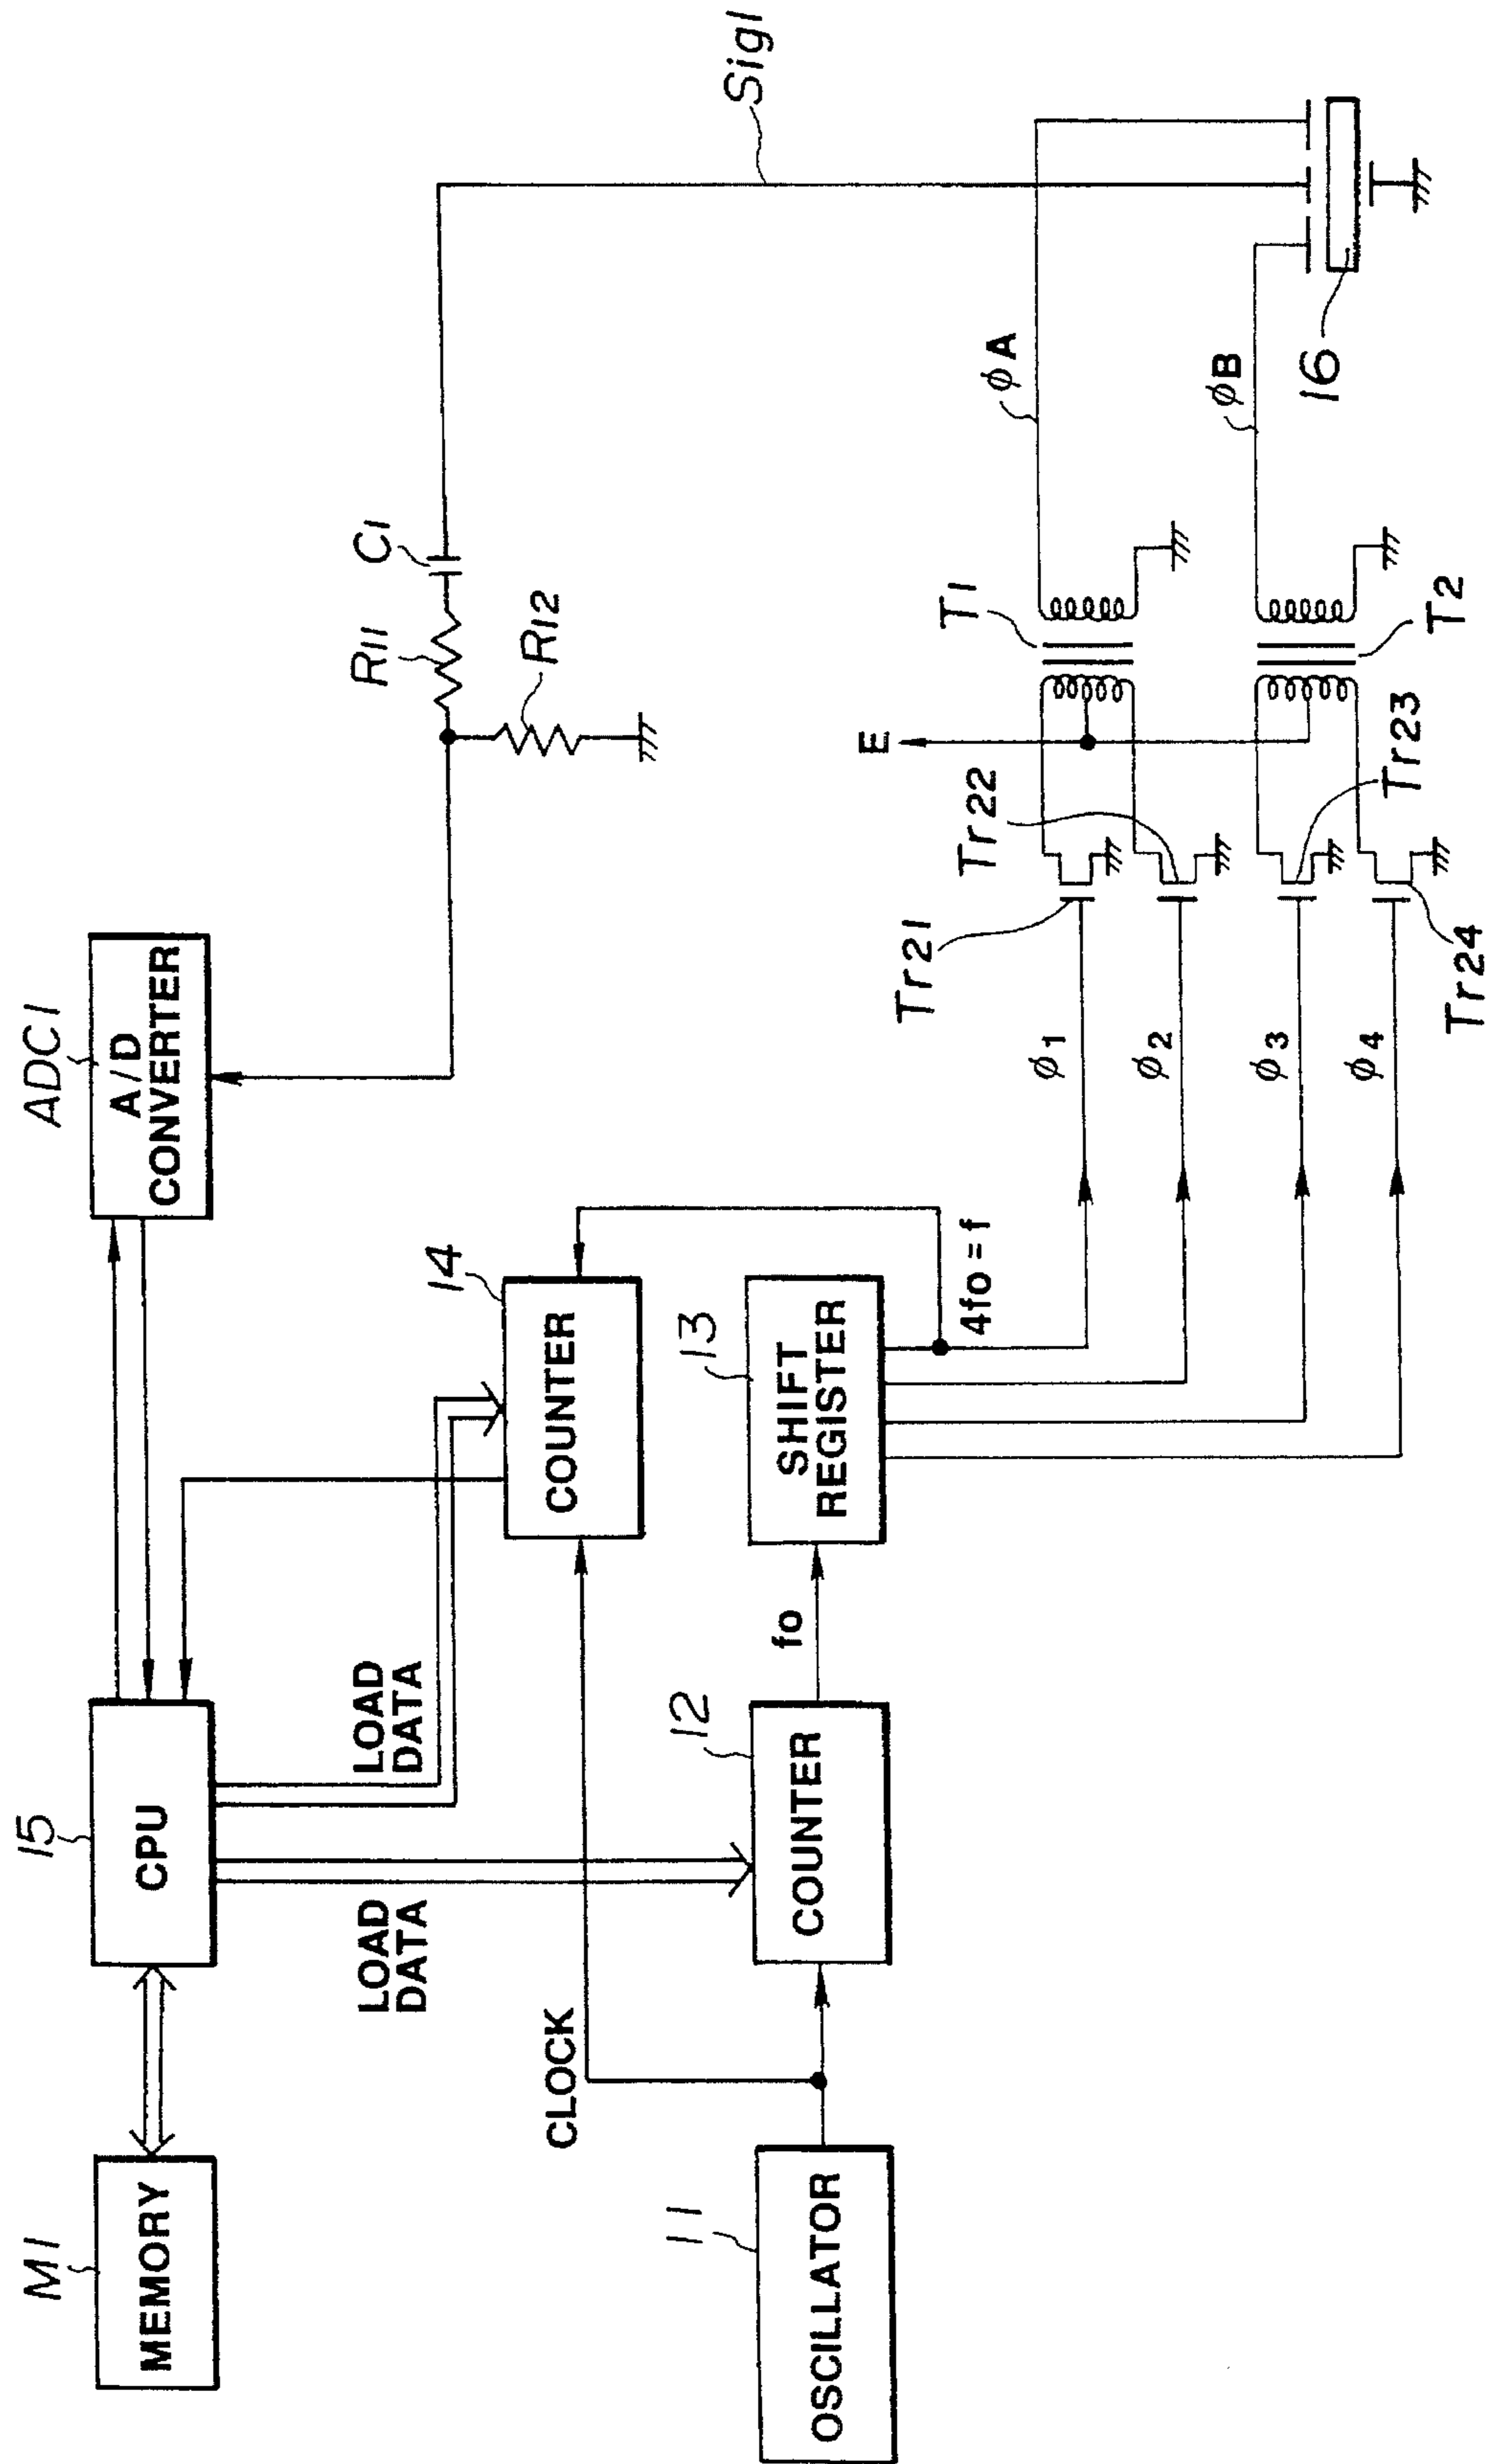 M1
MEMORY
15
CPU
ADC1
A/D
CONVERTER
LOAD
DATA
LOAD
DATA
CLOCK
14
COUNTER
C1
R11
R12
Sig1
11
OSCILLATOR
12
COUNTER
fo
13
SHIFT
REGISTER
4fo = f
E
T1
T2
Tr21
Tr22
Tr23
Tr24
ϕ1
ϕ2
ϕ3
ϕ4
ϕA
ϕB
16